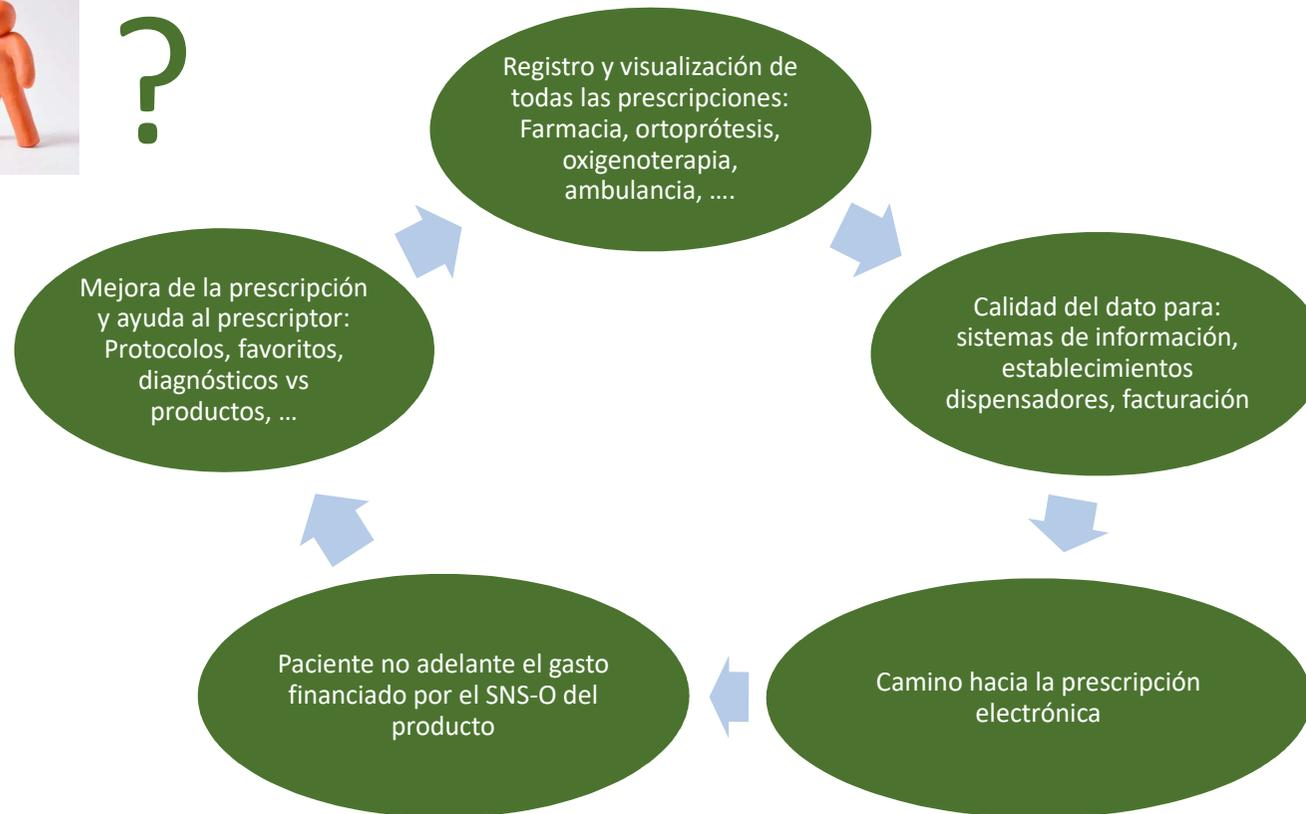 ?
Registro y visualización de
todas las prescripciones:
Farmacia, ortoprótesis,
oxigenoterapia,
ambulancia, ....
Calidad del dato para:
sistemas de información,
establecimientos
dispensadores, facturación
Camino hacia la prescripción
electrónica
Paciente no adelante el gasto
financiado por el SNS-O del
producto
Mejora de la prescripción
y ayuda al prescriptor:
Protocolos, favoritos,
diagnósticos vs
productos, ...